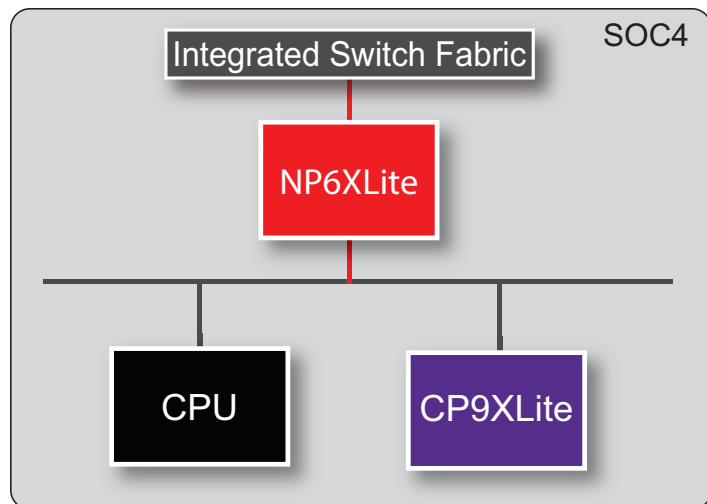 SOC4
Integrated Switch Fabric
NP6XLite
CPU
CP9XLite